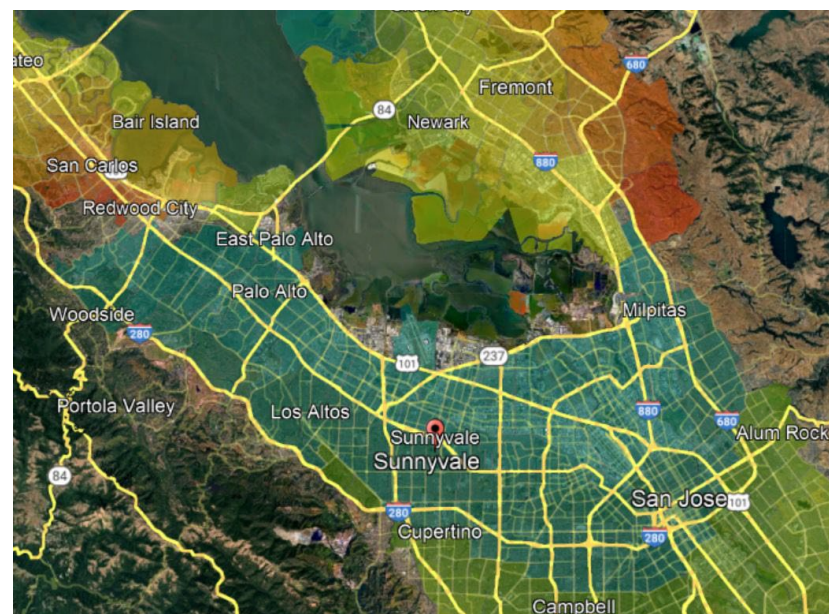 680
Fremont
84
Bair Island
Newark
880
San Carlos
Redwood City
East Palo Alto
Palo Alto
Milpitas
Woodside
280
101
237
Portola Valley
Los Altos
880
680
Sunnyvale
Alum Rock
Sunnyvale
84
San Jose
101
280
Cupertino
280
Campbell